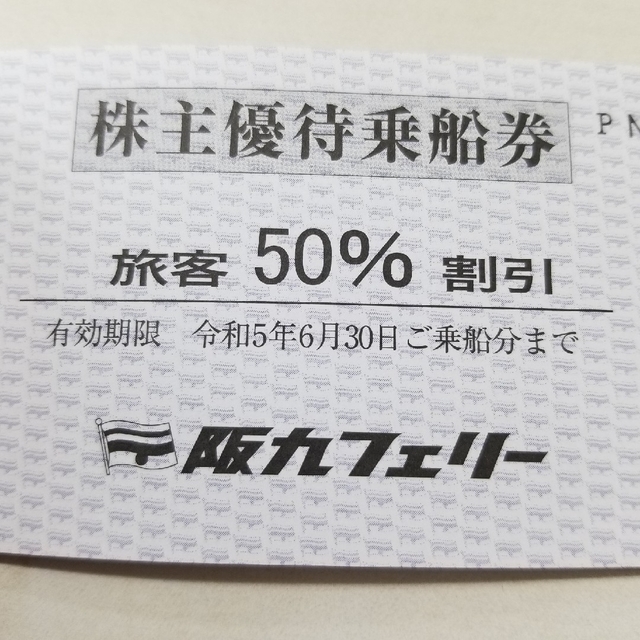 株主優待乗船券
P N
旅客 50% 割引
有効期限 令和5年6月30日ご乗船分まで
阪九フェリー